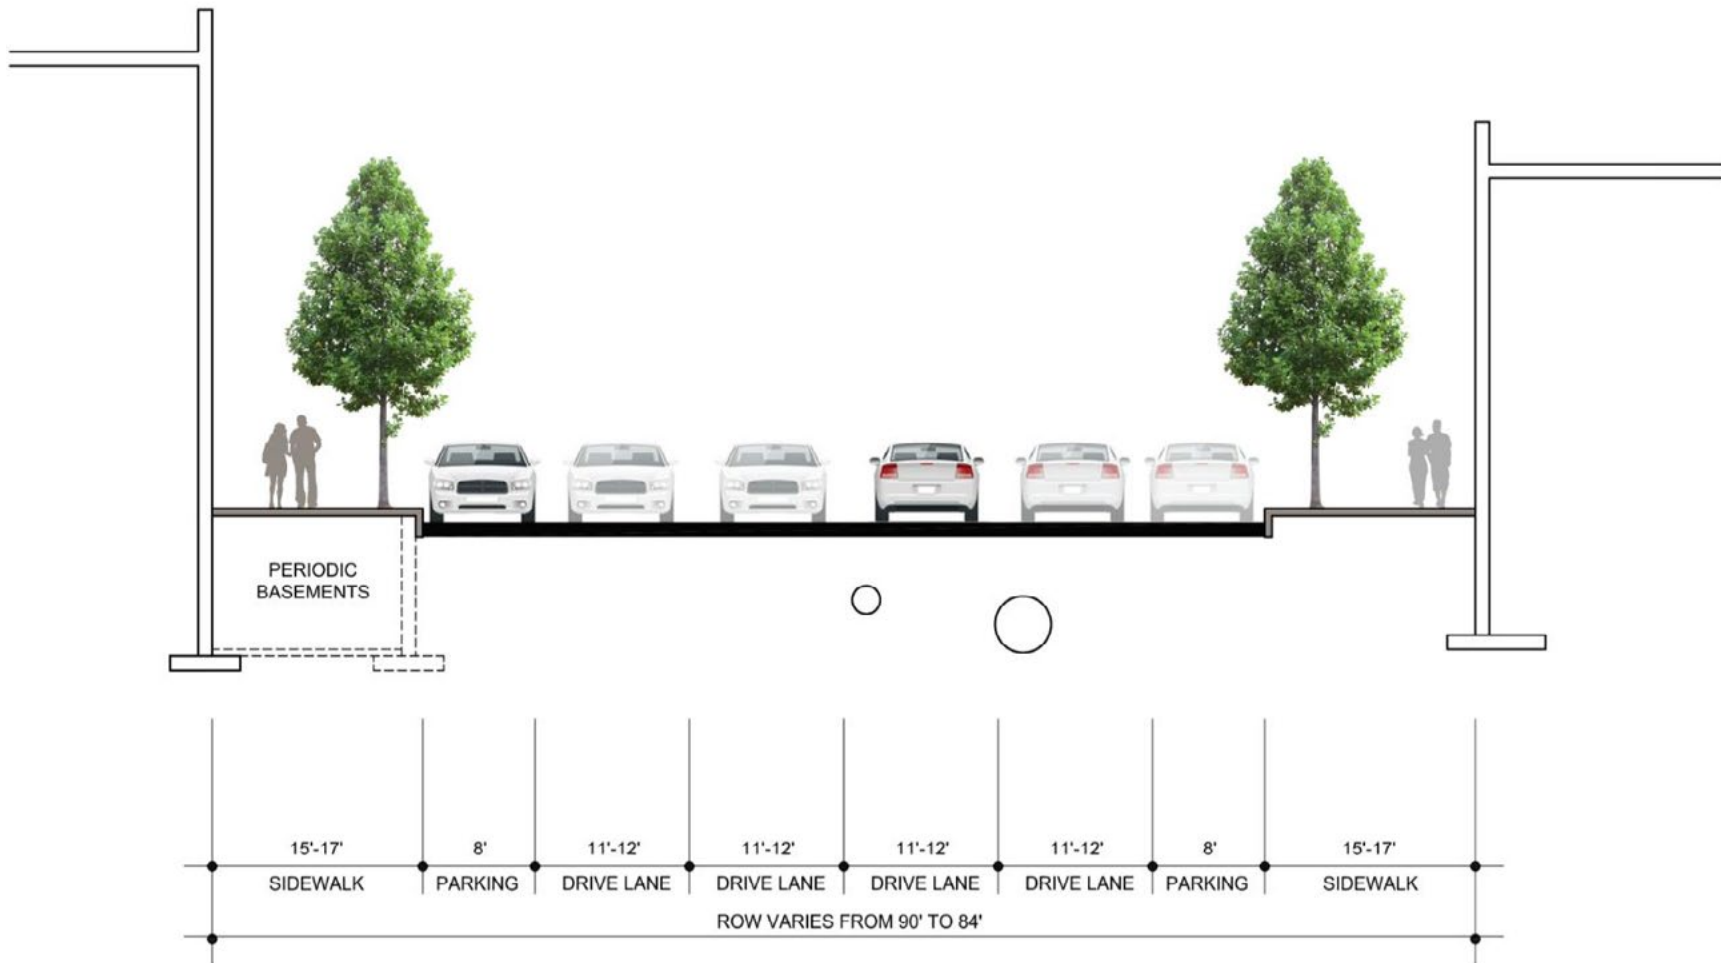 PERIODIC
BASEMENTS
15'-17' 8' 11'-12' 11'-12' 11'-12' 11'-12' 8' 15'-17'
SIDEWALK PARKING DRIVE LANE DRIVE LANE DRIVE LANE DRIVE LANE PARKING SIDEWALK
ROW VARIES FROM 90' TO 84'